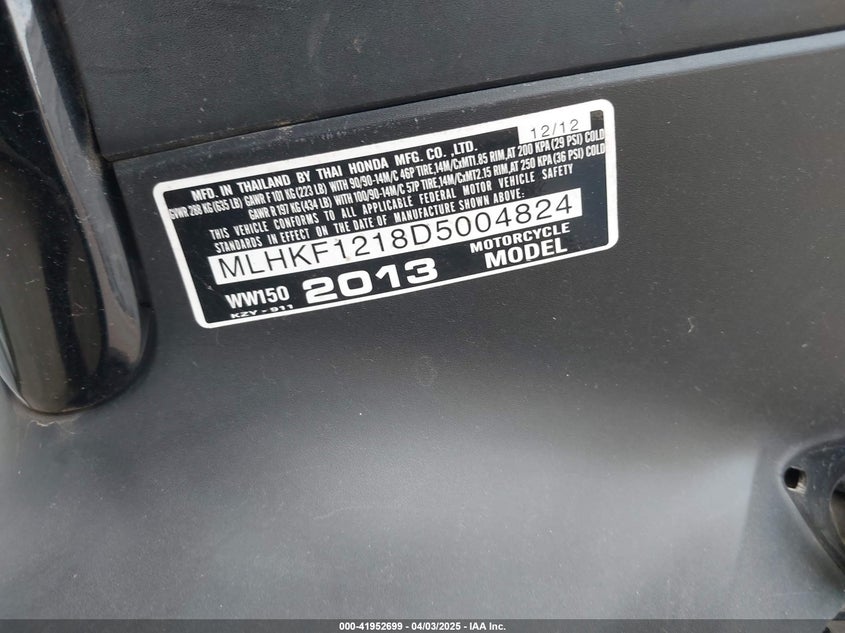 12/12
MFD. IN THAILAND BY THAI HONDA MFG. CO. ,LTD.
GVWR 288 KG (635 LB) GAWR F 101 KG (223 LB) WITH 90/90-14M/C 46P TIRE,14M/CxMT1.85 RIM,AT 200 KPA (29 PSI) COLD
GAWR R 197 KG (434 LB) WITH 100/90-14M/C 57P TIRE,14M/CxMT2.15 RIM, AT 250 KPA (36 PSI) COLD
THIS VEHICLE CONFORMS TO ALL APPLICABLE FEDERAL MOTOR VEHICLE SAFETY
STANDARDS IN EFFECT ON THE DATE OF MANUFACTURE SHOWN ABOVE:
MLHKF1218D5004824
WW150 2013 MOTORCYCLE MODEL
KZY-911
000-41952699 04/03/2025 - IAA Inc.